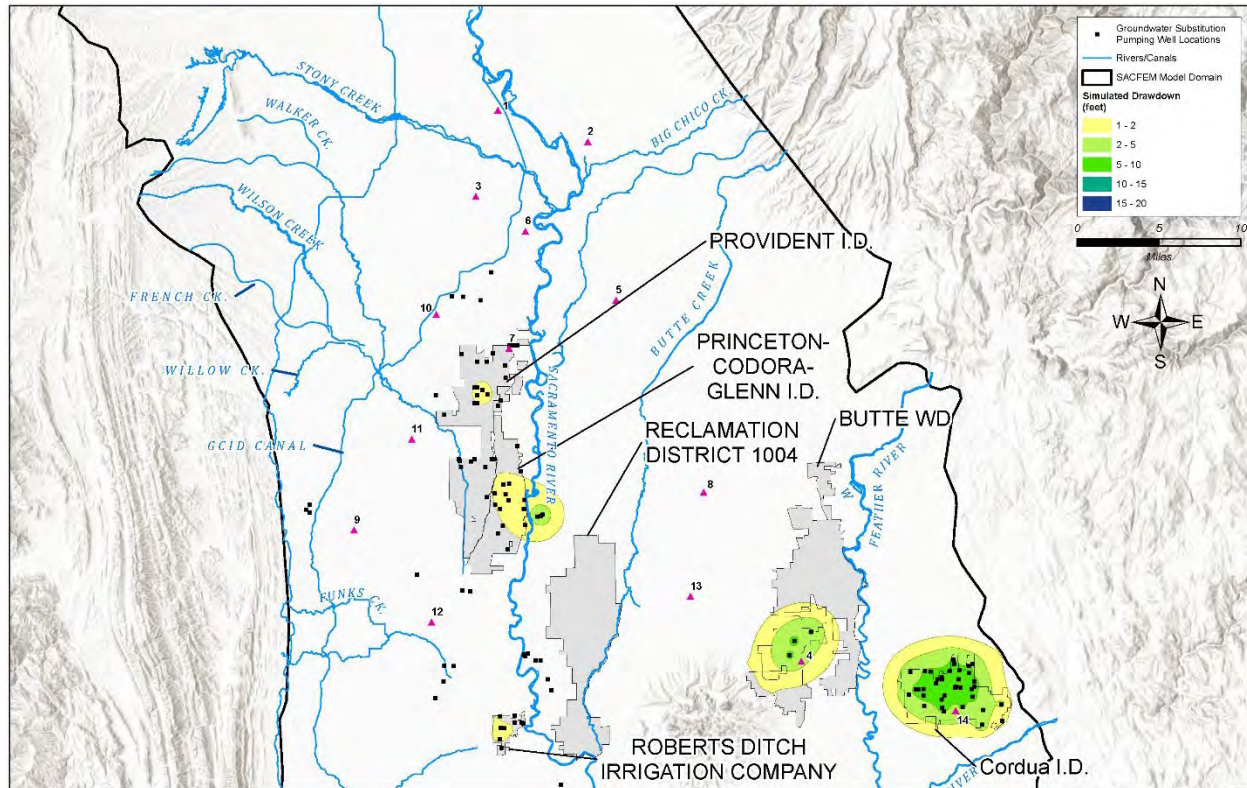 Groundwater Substitution
Pumping Well Locations
Rivers/Canals
SACFEM Model Domain
Simulated Drawdown
(feet)
1 - 2
2 - 5
5 - 10
10 - 15
15 - 20
0 5 10
Miles
N
W E
S
STONY CREEK
WALKER CK.
WILSON CREEK
FRENCH CK.
WILLOW CK.
GCID CANAL
FUNKS CK.
BIG CHICO CK.
BUTTE CREEK
SACRAMENTO RIVER
FEATHER RIVER
W
RIVER
PROVIDENT I.D.
PRINCETON-
CODORA-
GLENN I.D.
RECLAMATION
DISTRICT 1004
BUTTE WD
ROBERTS DITCH
IRRIGATION COMPANY
Cordua I.D.
1
2
3
6
5
10
7
11
8
9
13
12
4
14